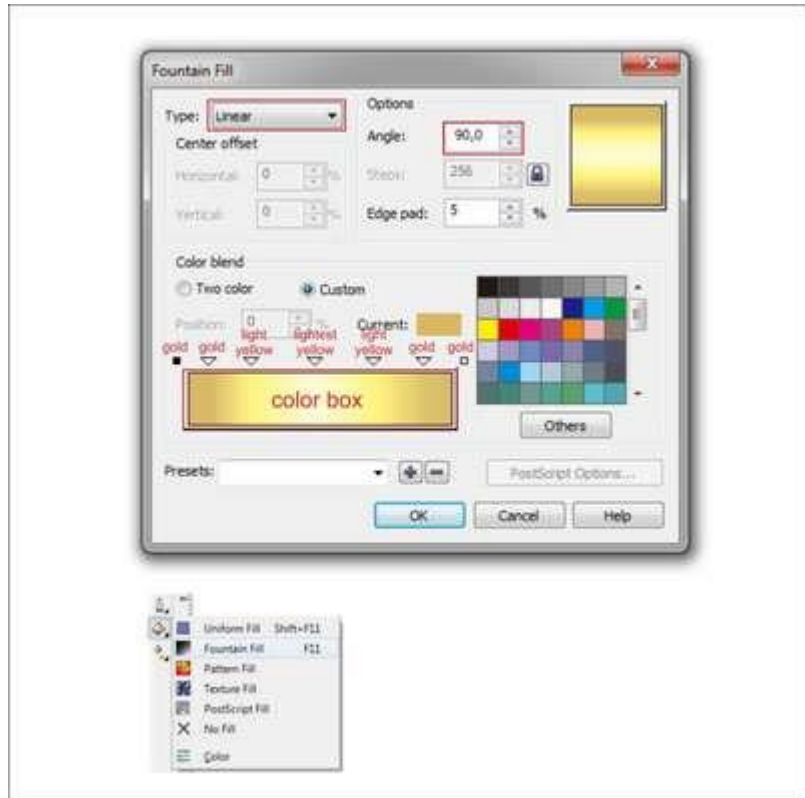 Fountain Fill
Type: Linear
Options
Center offset
Angle: 90,0
Horizontal: 0 %
Steps: 256
Vertical: 0 %
Edge pad: 5 %
Color blend
Two color Custom
Position: 0 %
Current:
gold gold light yellow lightest yellow light yellow gold gold
color box
Others
Presets:
PostScript Options...
OK Cancel Help
Uniform Fill Shift+F11
Fountain Fill F11
Pattern Fill
Texture Fill
PostScript Fill
No Fill
Color